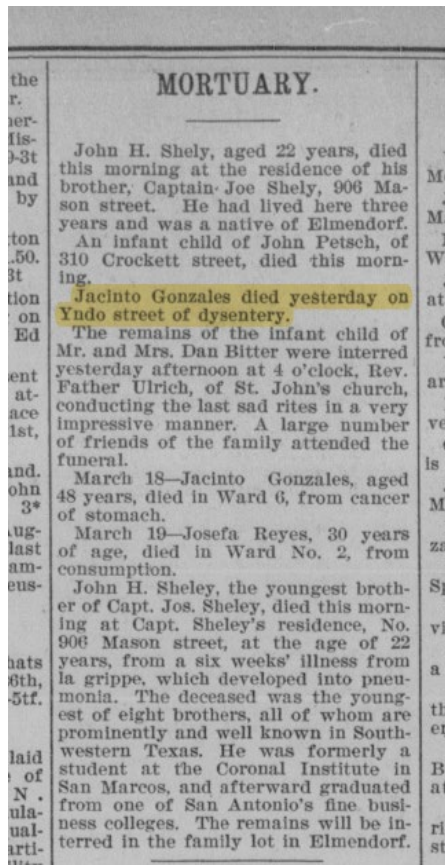 MORTUARY.
John H. Shely, aged 22 years, died
this morning at the residence of his
brother, Captain Joe Shely, 906 Ma-
son street. He had lived here three
years and was a native of Elmendorf.
An infant child of John Petsch, of
310 Crockett street, died this morn-
ing.
Jacinto Gonzales died yesterday on
Yndo street of dysentery.
The remains of the infant child of
Mr. and Mrs. Dan Bitter were interred
yesterday afternoon at 4 o'clock, Rev.
Father Ulrich, of St. John's church,
conducting the last sad rites in a very
impressive manner. A large number
of friends of the family attended the
funeral.
March 18—Jacinto Gonzales, aged
48 years, died in Ward 6, from cancer
of stomach.
March 19—Josefa Reyes, 30 years
of age, died in Ward No. 2, from
consumption.
John H. Sheley, the youngest broth-
er of Capt. Jos. Sheley, died this morn-
ing at Capt. Sheley's residence, No.
906 Mason street, at the age of 22
years, from a six weeks' illness from
la grippe, which developed into pneu-
monia. The deceased was the young-
est of eight brothers, all of whom are
prominently and well known in South-
western Texas. He was formerly a
student at the Coronal Institute in
San Marcos, and afterward graduated
from one of San Antonio's fine busi-
ness colleges. The remains will be in-
terred in the family lot in Elmendorf.